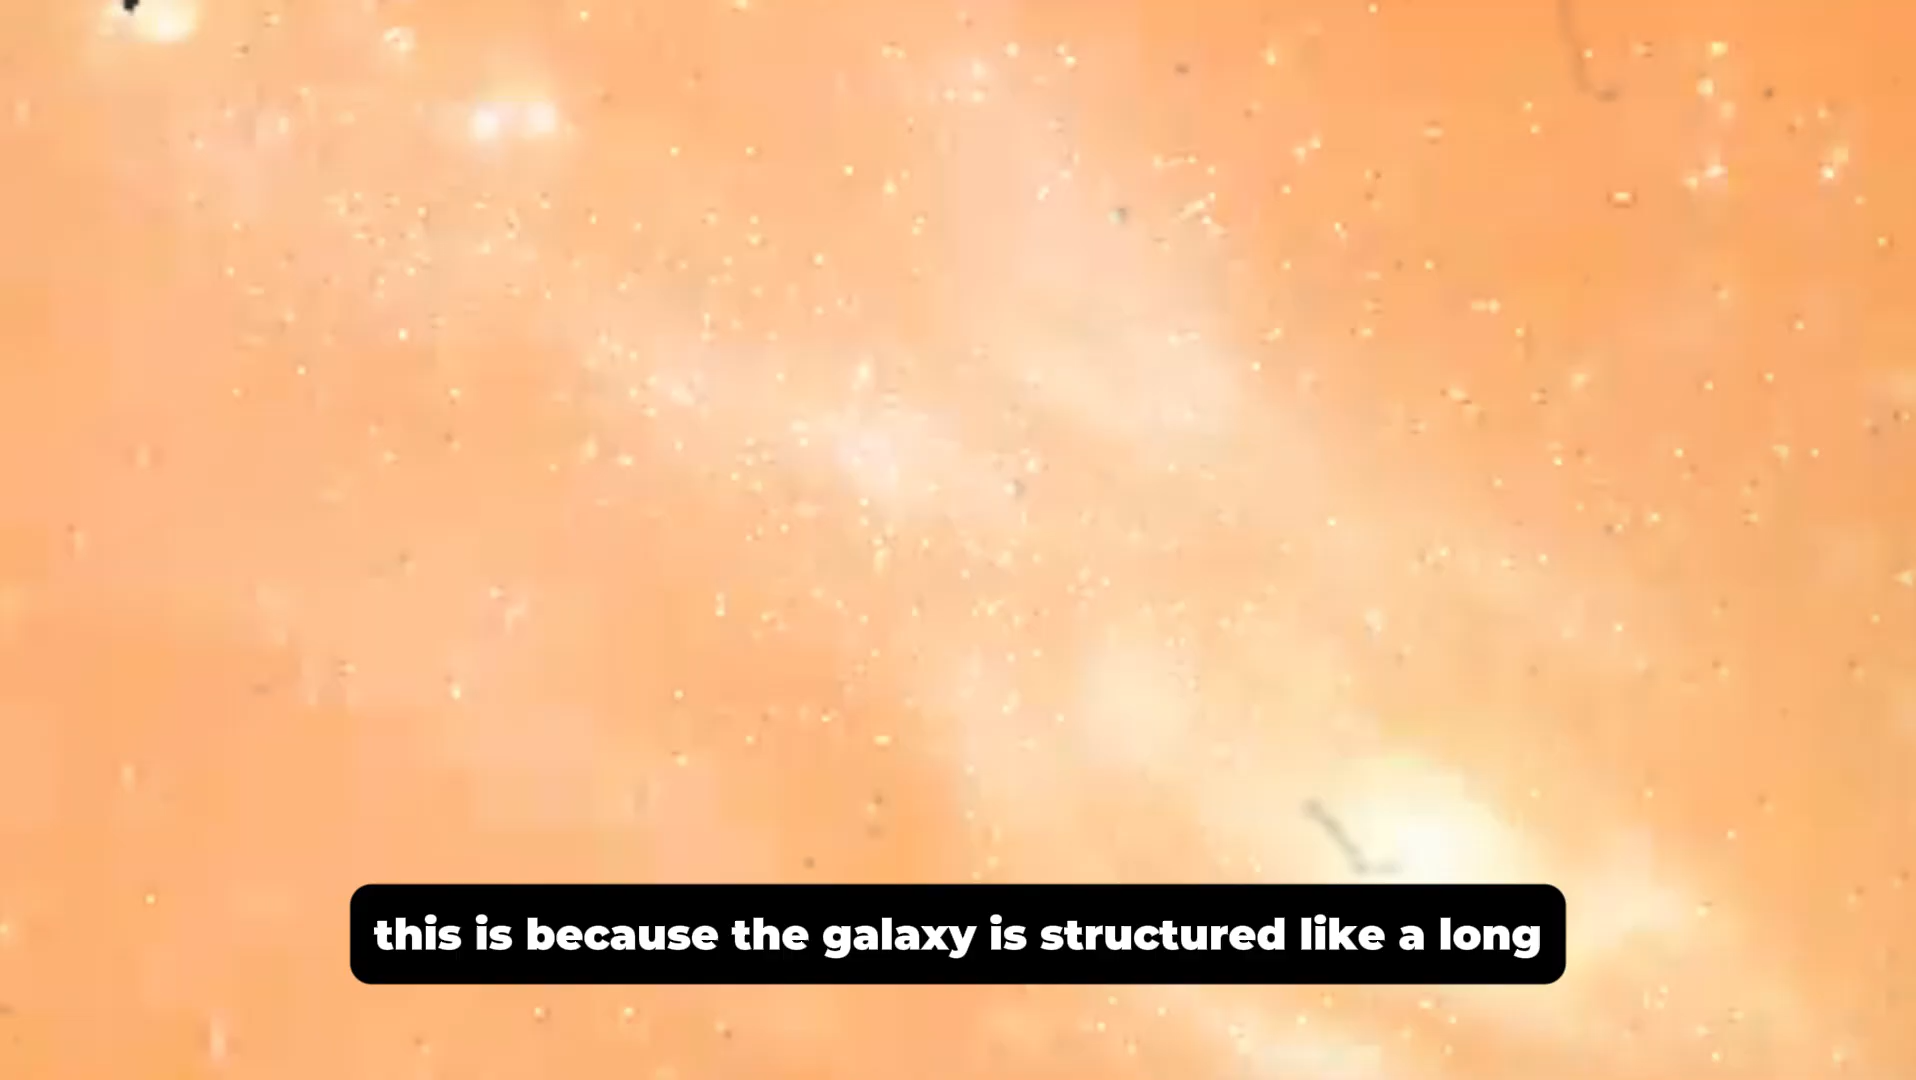 this is because the galaxy is structured like a long